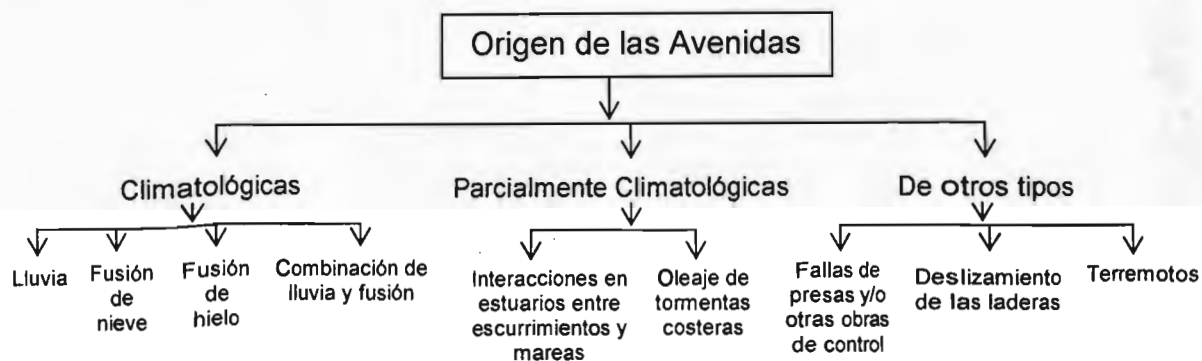 Origen de las Avenidas
Climatológicas
Parcialmente Climatológicas
De otros tipos
Lluvia
Fusión
de
nieve
Fusión
de
hielo
Combinación de
lluvia y fusión
Interacciones en
estuarios entre
escurrimientos y
mareas
Oleaje de
tormentas
costeras
Fallas de
presas y/o
otras obras
de control
Deslizamiento
de las laderas
Terremotos